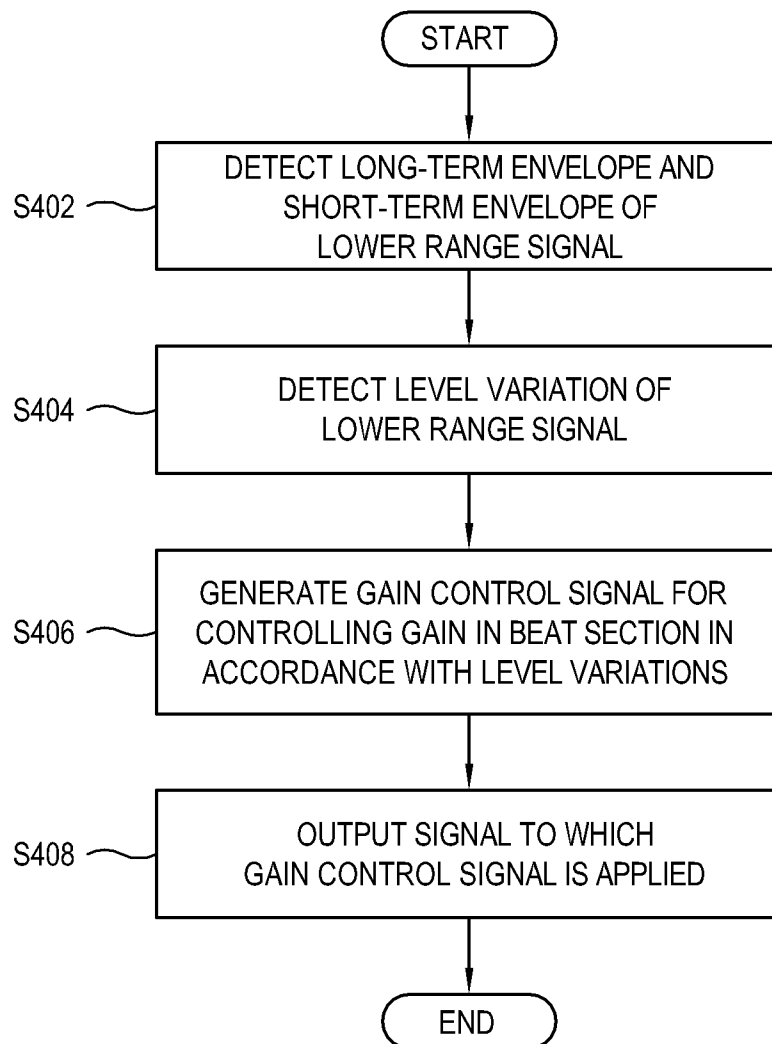 START
S402
DETECT LONG-TERM ENVELOPE AND
SHORT-TERM ENVELOPE OF
LOWER RANGE SIGNAL
S404
DETECT LEVEL VARIATION OF
LOWER RANGE SIGNAL
S406
GENERATE GAIN CONTROL SIGNAL FOR
CONTROLLING GAIN IN BEAT SECTION IN
ACCORDANCE WITH LEVEL VARIATIONS
S408
OUTPUT SIGNAL TO WHICH
GAIN CONTROL SIGNAL IS APPLIED
END